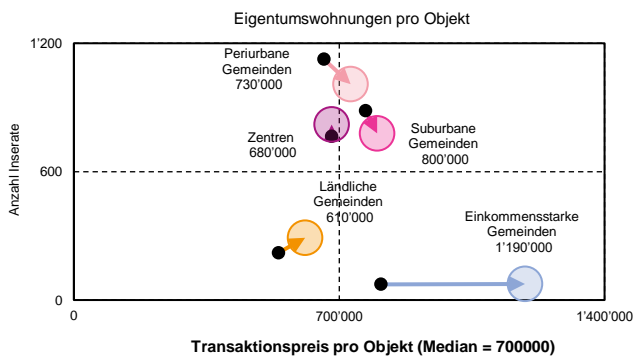 Eigentumswohnungen pro Objekt
Anzahl Inserate
1'200
600
0
Periurbane
Gemeinden
730'000
Zentren
680'000
Suburbane
Gemeinden
800'000
Ländliche
Gemeinden
610'000
Einkommensstarke
Gemeinden
1'190'000
0
700'000
1'400'000
Transaktionspreis pro Objekt (Median = 700000)